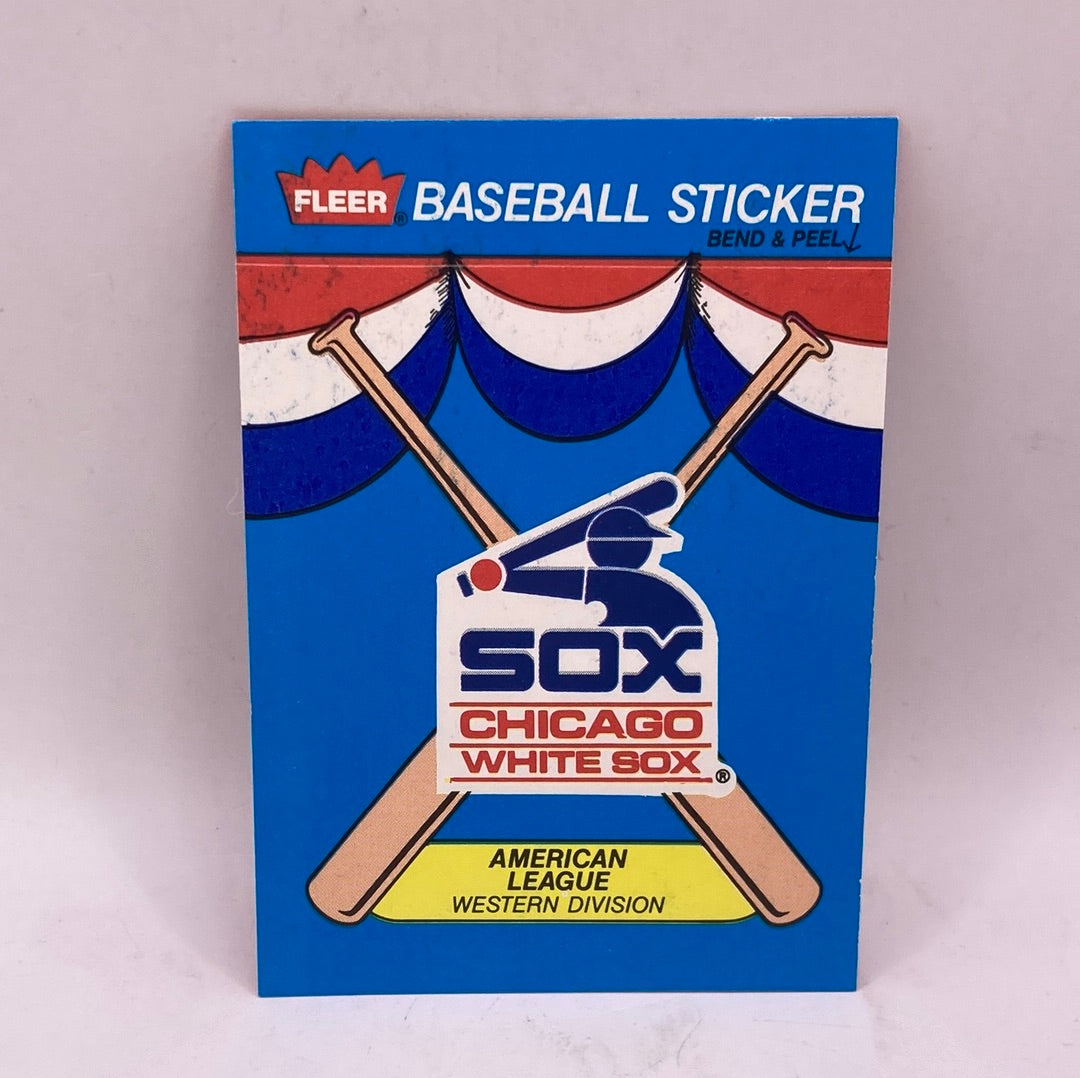 FLEER® BASEBALL STICKER
BEND & PEEL
SOX
CHICAGO
WHITE SOX®
AMERICAN
LEAGUE
WESTERN DIVISION